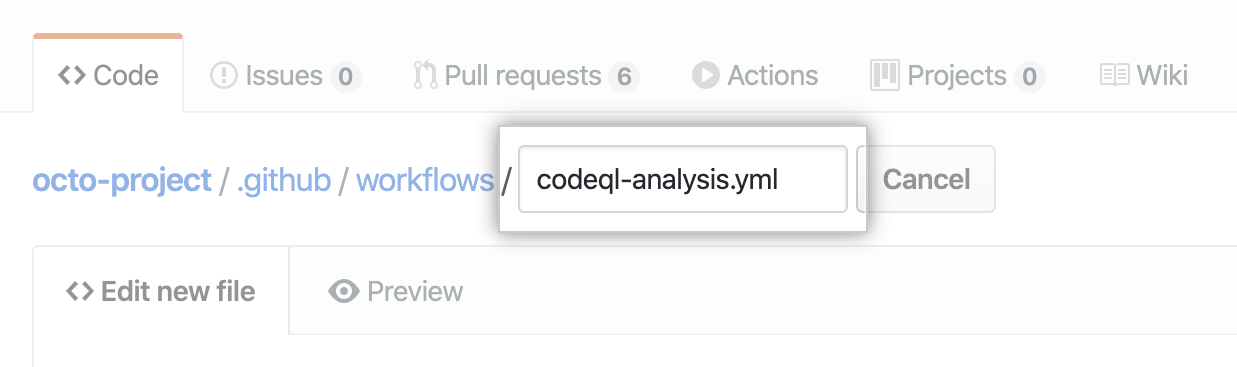 Code Issues 0 Pull requests 6 Actions Projects 0 Wiki
octo-project / .github / workflows / codeql-analysis.yml Cancel
Edit new file Preview